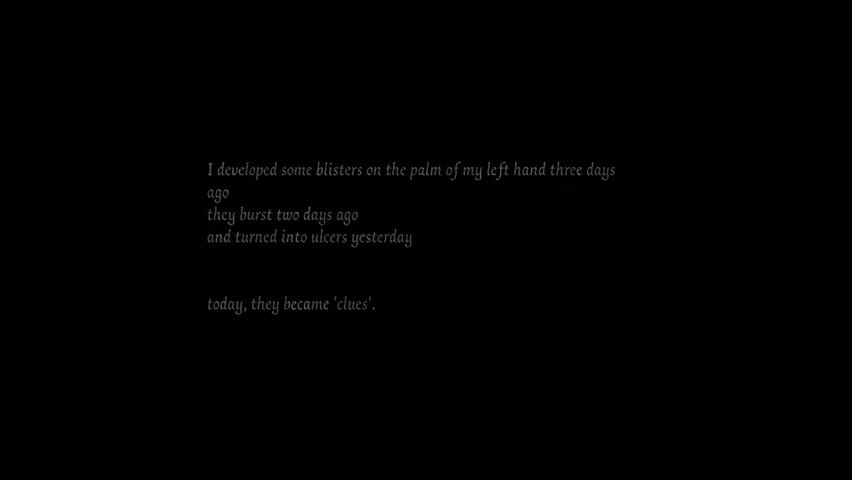 I developed some blisters on the palm of my left hand three days
ago
they burst two days ago
and turned into ulcers yesterday
today, they became 'clues'.